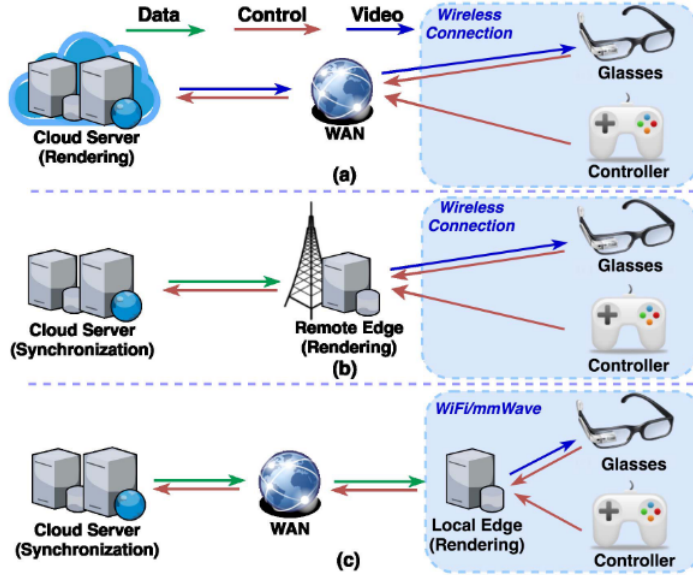 Data Control Video Wireless
Connection
Glasses
Cloud Server
(Rendering)
WAN
Controller
(a)
Wireless
Connection
Glasses
Cloud Server
(Synchronization)
Remote Edge
(Rendering)
Controller
(b)
WiFi/mmWave
Glasses
Cloud Server
(Synchronization)
WAN
Local Edge
(Rendering)
Controller
(c)